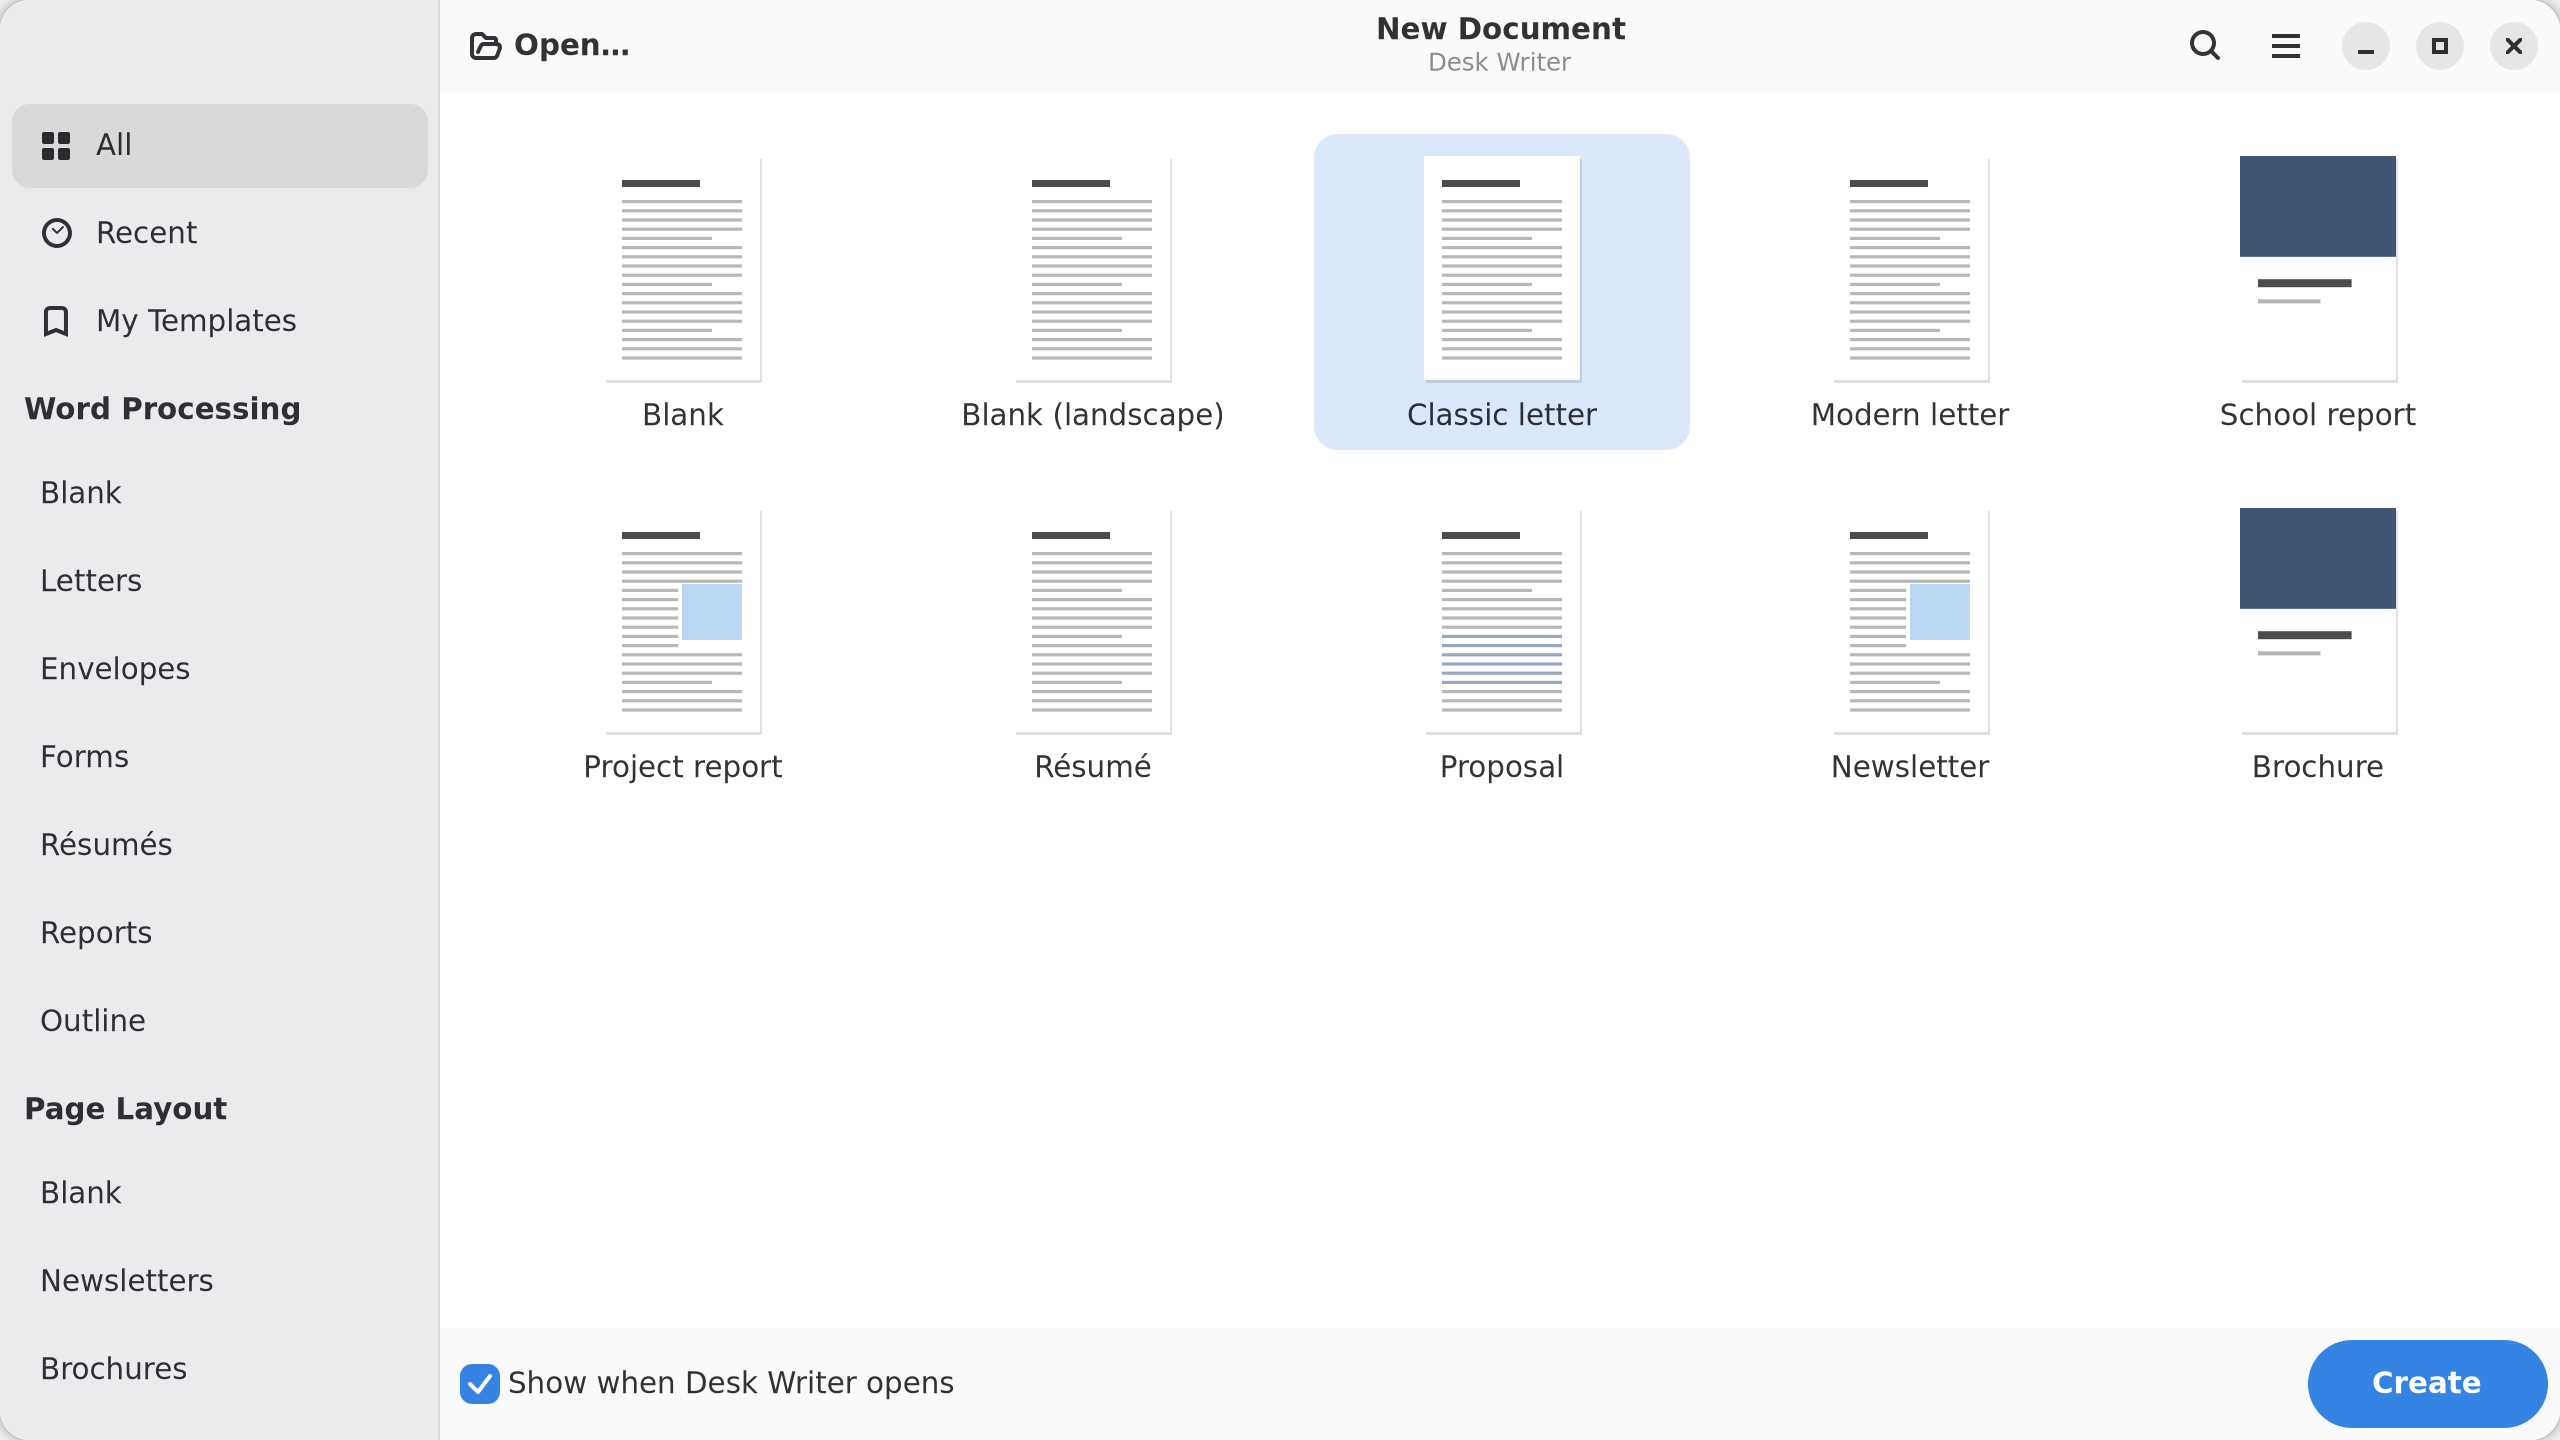 Open...
New Document
Desk Writer
All
Recent
My Templates
Word Processing
Blank
Letters
Envelopes
Forms
Résumés
Reports
Outline
Page Layout
Blank
Newsletters
Brochures
Blank
Blank (landscape)
Classic letter
Modern letter
School report
Project report
Résumé
Proposal
Newsletter
Brochure
Show when Desk Writer opens
Create